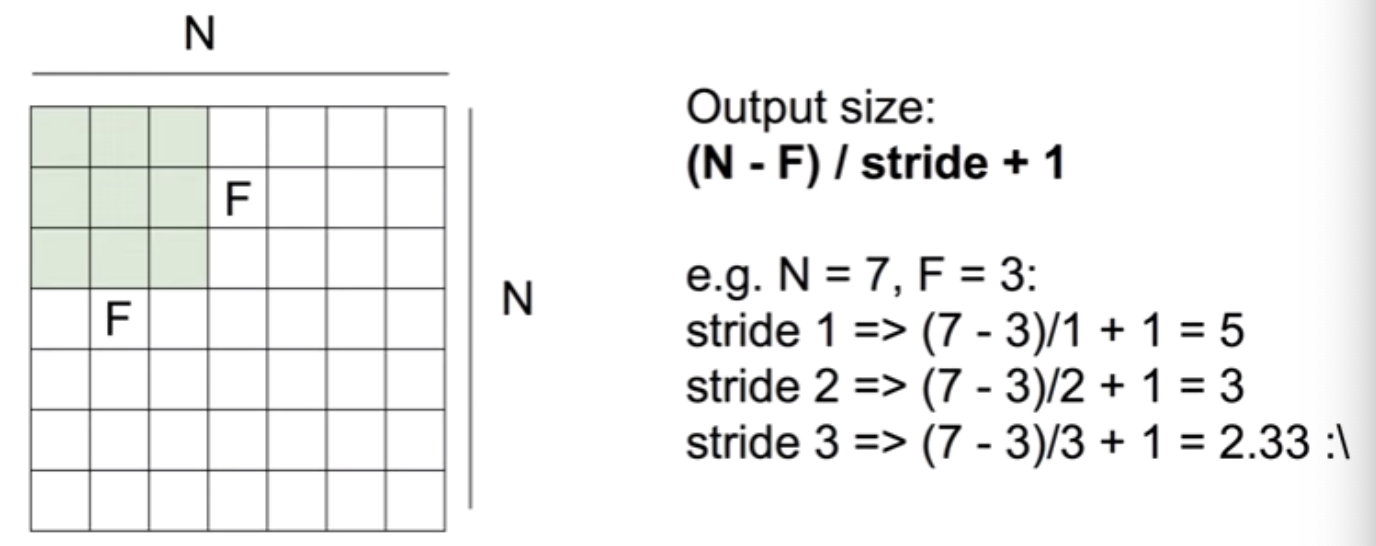 N
F
F
N
Output size:
(N - F) / stride + 1
e.g. N = 7, F = 3:
stride 1 => (7 - 3)/1 + 1 = 5
stride 2 => (7 - 3)/2 + 1 = 3
stride 3 => (7 - 3)/3 + 1 = 2.33 :\